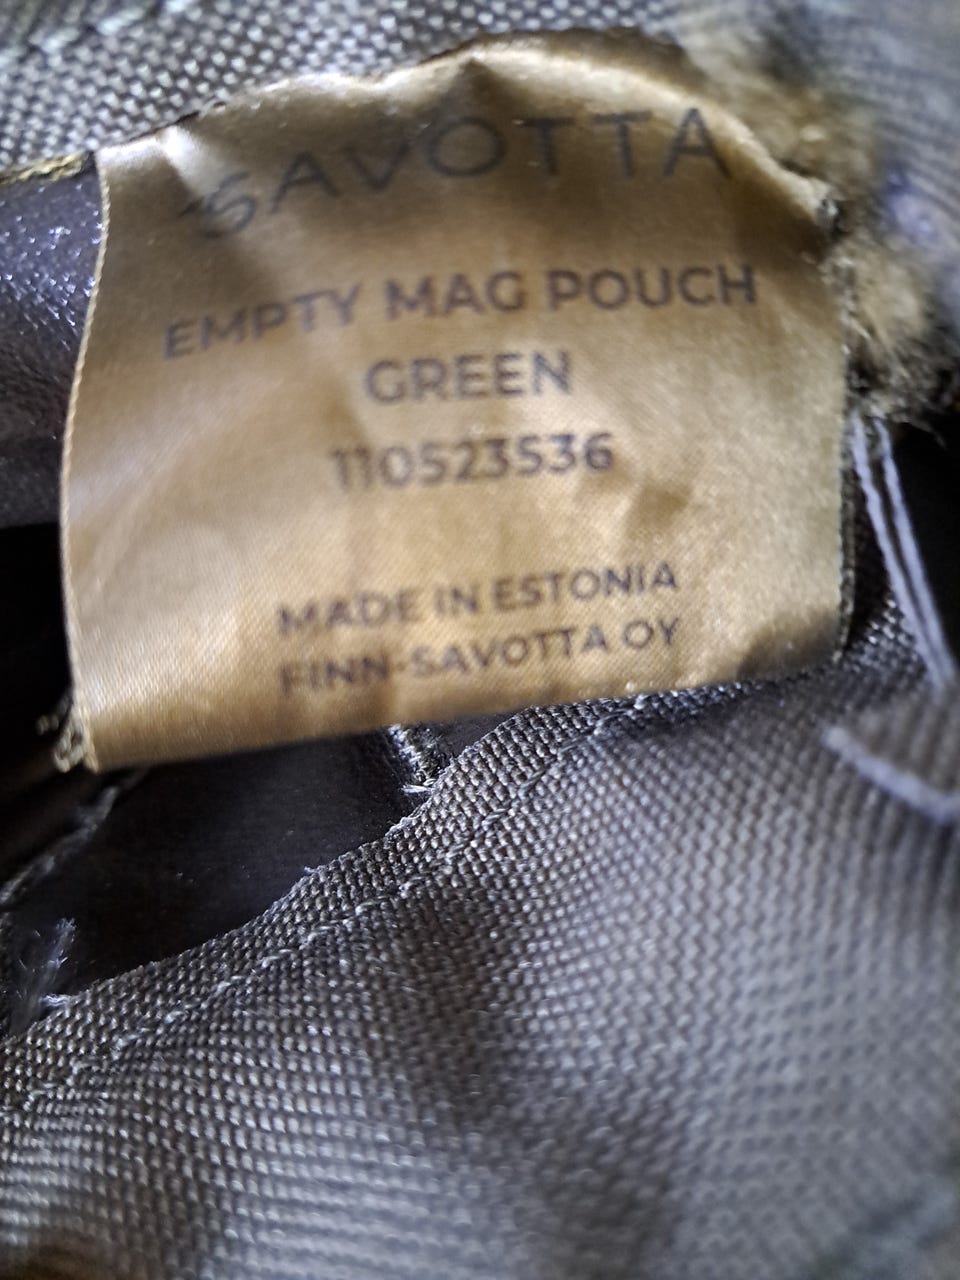 SAVOTTA
EMPTY MAG POUCH
GREEN
110523536
MADE IN ESTONIA
FINN-SAVOTTA OY